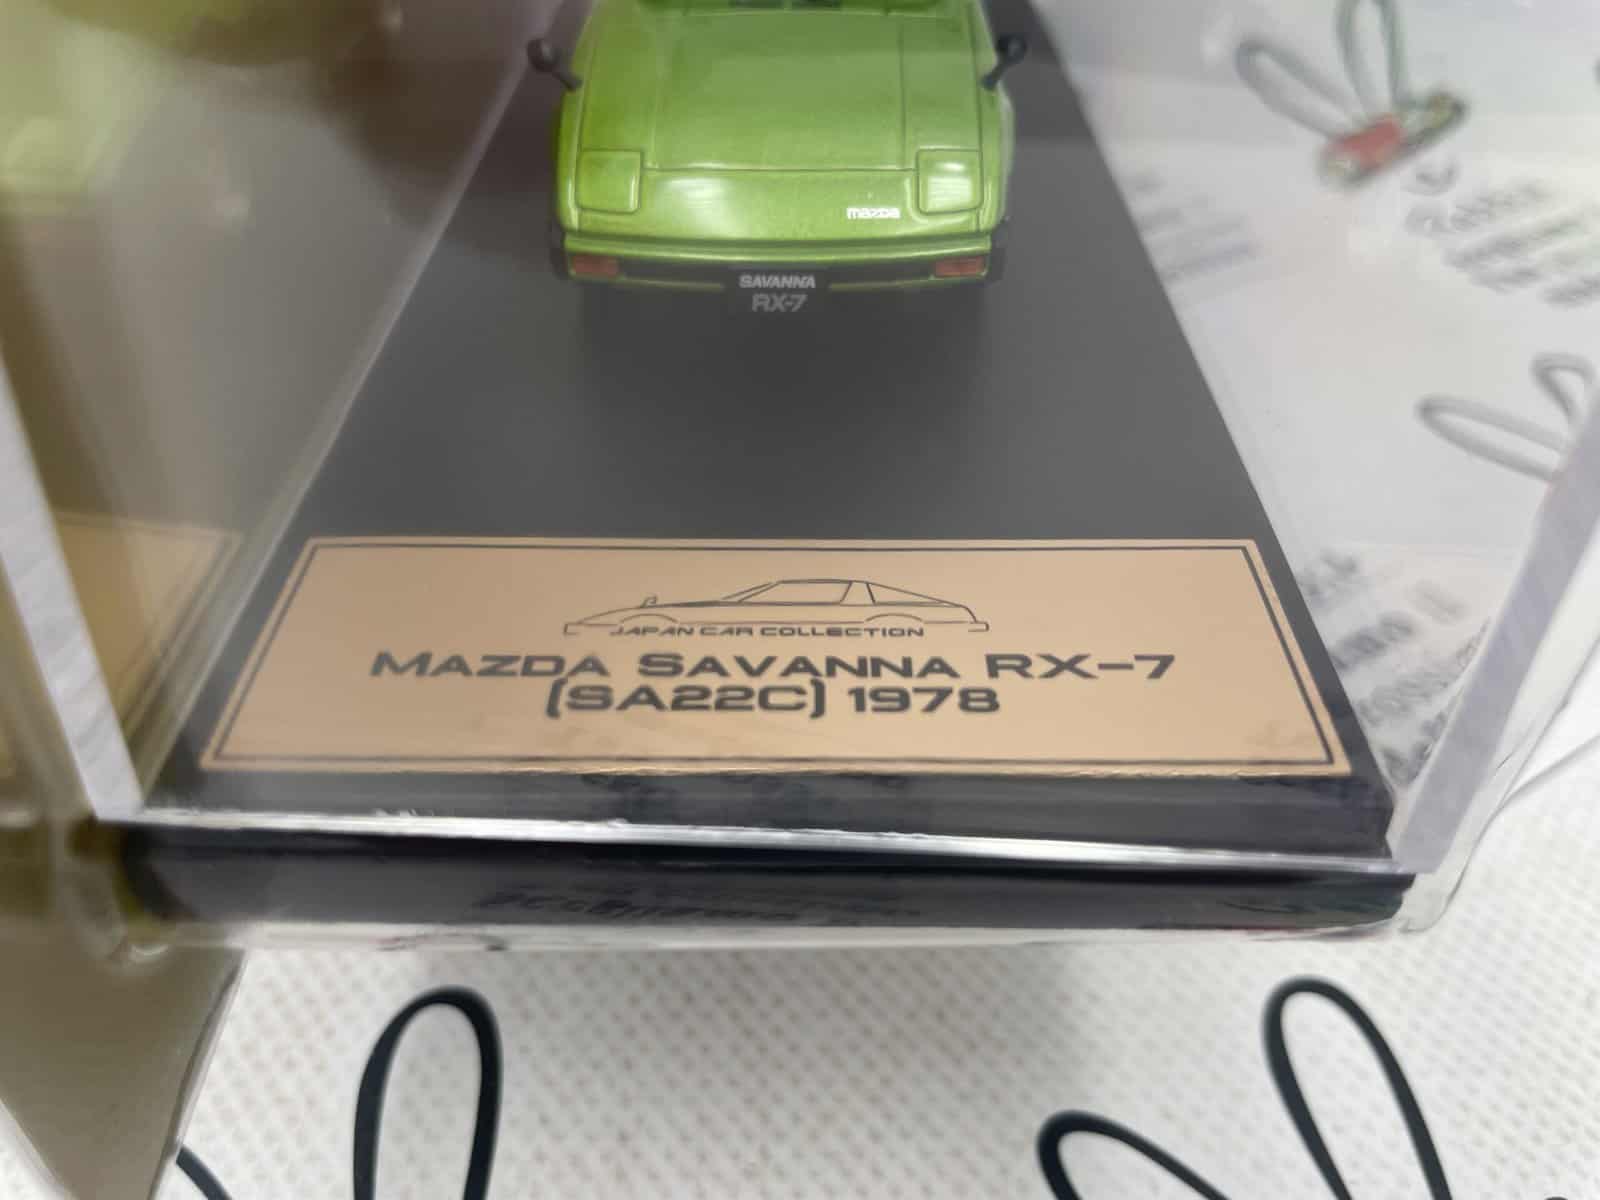 mazda
SAVANNA
RX-7
JAPAN CAR COLLECTION
MAZDA SAVANNA RX-7
(SA22C) 1978